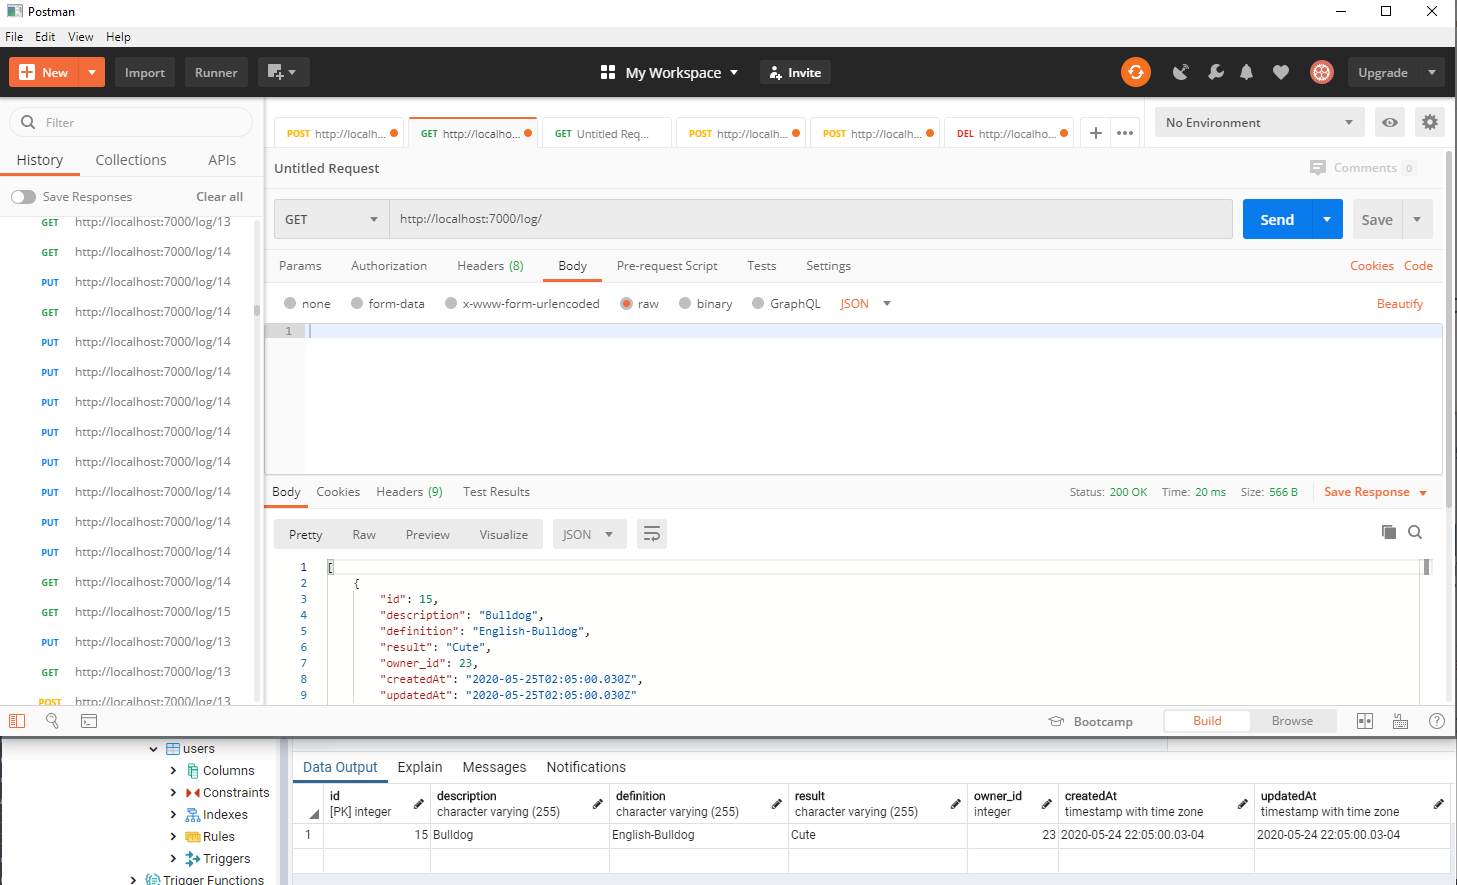 Postman
File Edit View Help
New Import Runner My Workspace Invite Upgrade
Filter
History Collections APIs
Save Responses Clear all
GET http://localhost:7000/log/13
GET http://localhost:7000/log/14
PUT http://localhost:7000/log/14
GET http://localhost:7000/log/14
PUT http://localhost:7000/log/14
PUT http://localhost:7000/log/14
PUT http://localhost:7000/log/14
PUT http://localhost:7000/log/14
PUT http://localhost:7000/log/14
PUT http://localhost:7000/log/14
PUT http://localhost:7000/log/14
PUT http://localhost:7000/log/14
GET http://localhost:7000/log/14
GET http://localhost:7000/log/15
PUT http://localhost:7000/log/13
GET http://localhost:7000/log/13
POST http://localhost:7000/log/13
POST http://localh... GET http://localho... GET Untitled Req... POST http://localh... POST http://localh... DEL http://localho... + ••• No Environment
Untitled Request Comments 0
GET http://localhost:7000/log/ Send Save
Params Authorization Headers (8) Body Pre-request Script Tests Settings Cookies Code
none form-data x-www-form-urlencoded raw binary GraphQL JSON Beautify
1
Body Cookies Headers (9) Test Results Status: 200 OK Time: 20 ms Size: 566 B Save Response
Pretty Raw Preview Visualize JSON
1 [
2 {
3 "id": 15,
4 "description": "Bulldog",
5 "definition": "English-Bulldog",
6 "result": "Cute",
7 "owner_id": 23,
8 "createdAt": "2020-05-25T02:05:00.030Z",
9 "updatedAt": "2020-05-25T02:05:00.030Z"
Bootcamp Build Browse ?
users
Columns
Constraints
Indexes
Rules
Triggers
Trigger Functions
Data Output Explain Messages Notifications
id description definition result owner_id createdAt updatedAt
[PK] integer character varying (255) character varying (255) character varying (255) integer timestamp with time zone timestamp with time zone
1 15 Bulldog English-Bulldog Cute 23 2020-05-24 22:05:00.03-04 2020-05-24 22:05:00.03-04